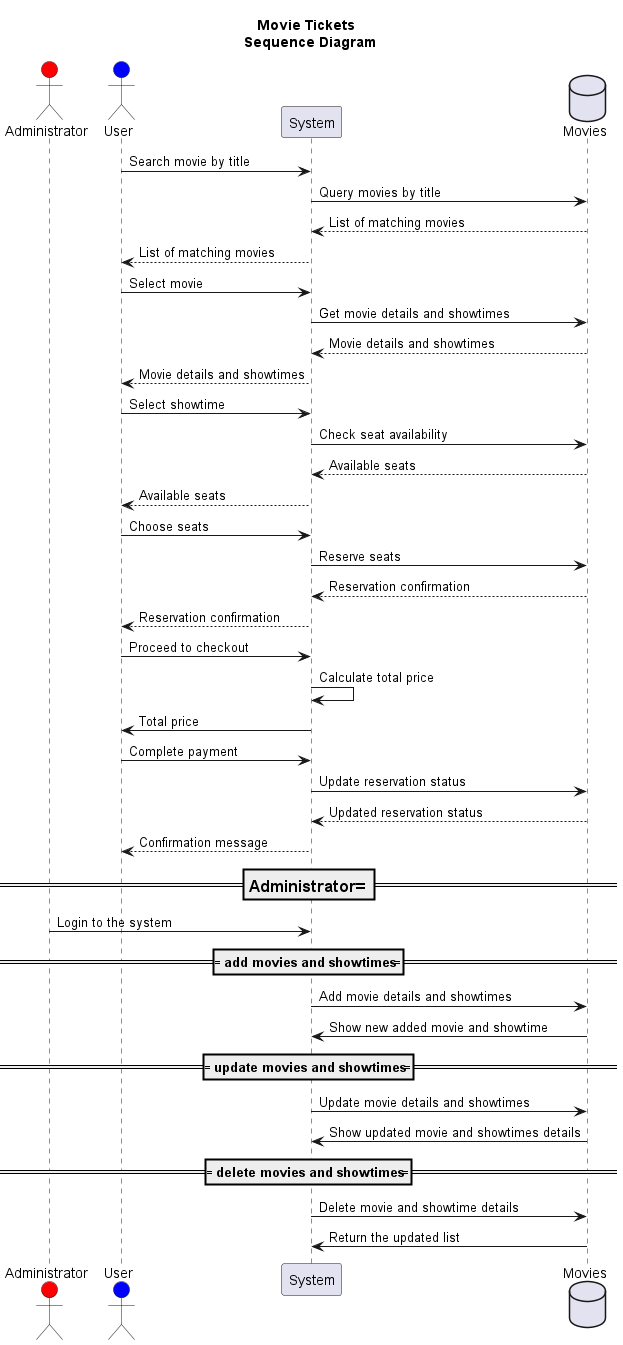 Movie Tickets
Sequence Diagram
Administrator
User
System
Movies
Search movie by title
Query movies by title
List of matching movies
List of matching movies
Select movie
Get movie details and showtimes
Movie details and showtimes
Movie details and showtimes
Select showtime
Check seat availability
Available seats
Available seats
Choose seats
Reserve seats
Reservation confirmation
Reservation confirmation
Proceed to checkout
Calculate total price
Total price
Complete payment
Update reservation status
Updated reservation status
Confirmation message
Administrator=
Login to the system
= add movies and showtimes=
Add movie details and showtimes
Show new added movie and showtime
= update movies and showtimes=
Update movie details and showtimes
Show updated movie and showtimes details
= delete movies and showtimes=
Delete movie and showtime details
Return the updated list
Administrator
User
System
Movies